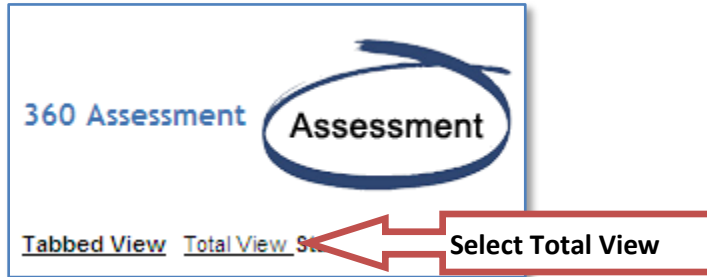 360 Assessment
Assessment
Tabbed View Total View
Select Total View